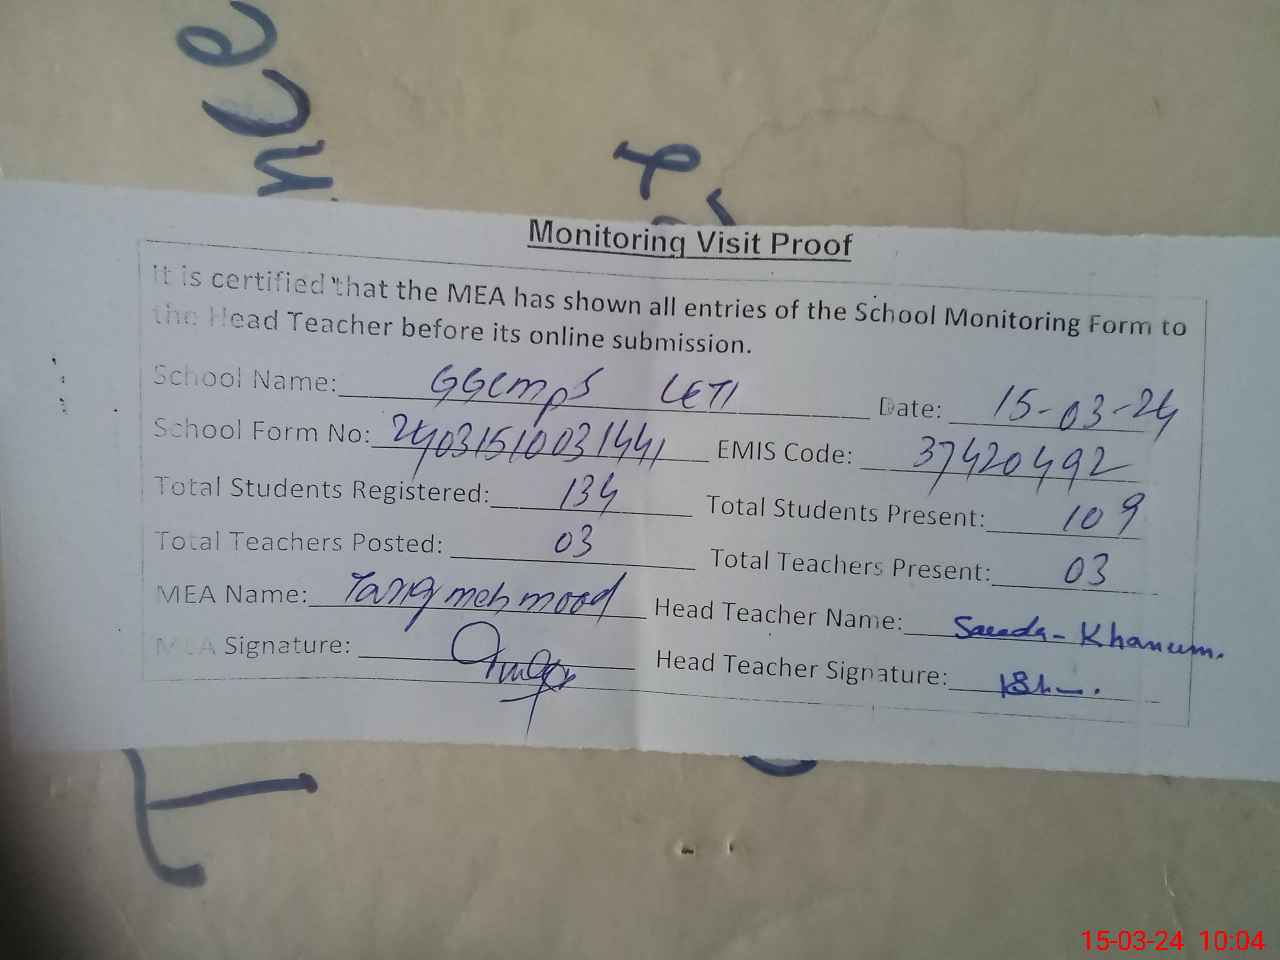 nce
Monitoring Visit Proof
It is certified that the MEA has shown all entries of the School Monitoring Form to
the Head Teacher before its online submission.
School Name: GGCMPS LETI Date: 15-03-24
School Form No: 24031510031441 EMIS Code: 37420492
Total Students Registered: 134 Total Students Present: 109
Total Teachers Posted: 03 Total Teachers Present: 03
MEA Name: Tariq mehmood Head Teacher Name: Saeeda - Khanum.
MEA Signature: Head Teacher Signature:
15-03-24 10:04